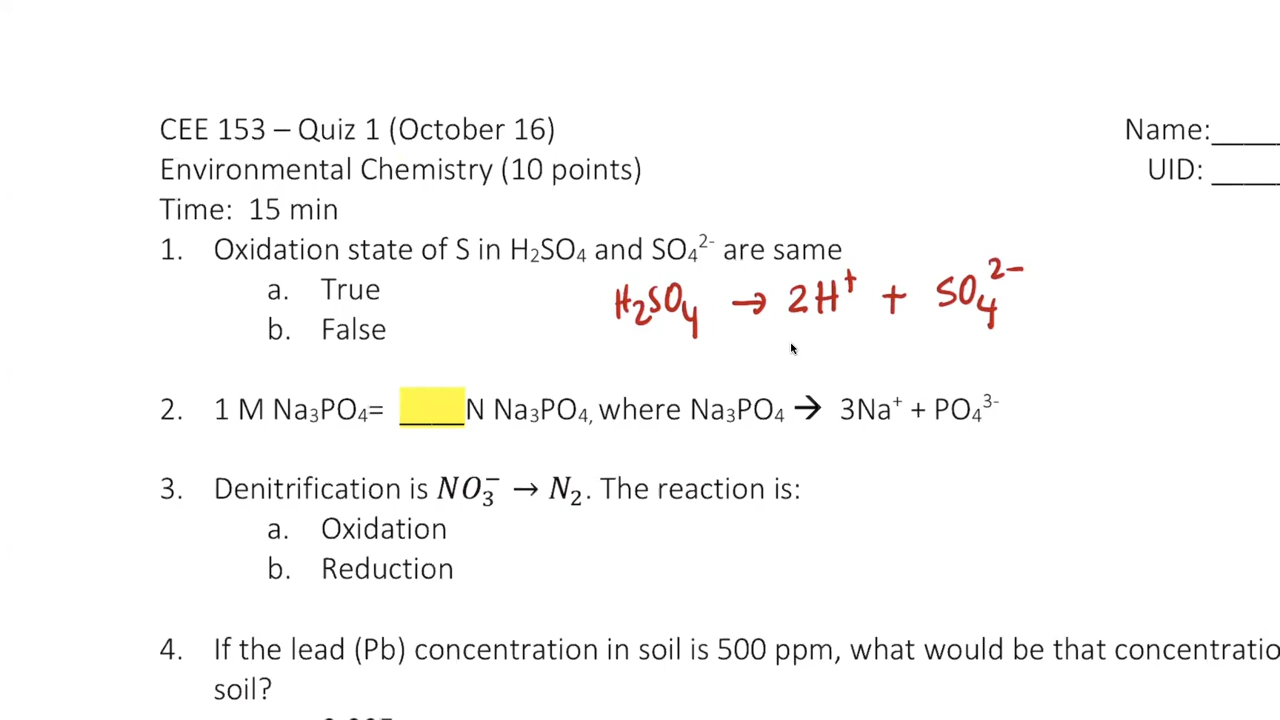 CEE 153 – Quiz 1 (October 16)
Name:____
Environmental Chemistry (10 points)
UID: ____
Time: 15 min
1. Oxidation state of S in H₂SO₄ and SO₄²⁻ are same
a. True
H₂SO₄ → 2H⁺ + SO₄²⁻
b. False
2. 1 M Na₃PO₄= ____N Na₃PO₄, where Na₃PO₄ → 3Na⁺ + PO₄³⁻
3. Denitrification is NO₃⁻ → N₂. The reaction is:
a. Oxidation
b. Reduction
4. If the lead (Pb) concentration in soil is 500 ppm, what would be that concentratio
soil?